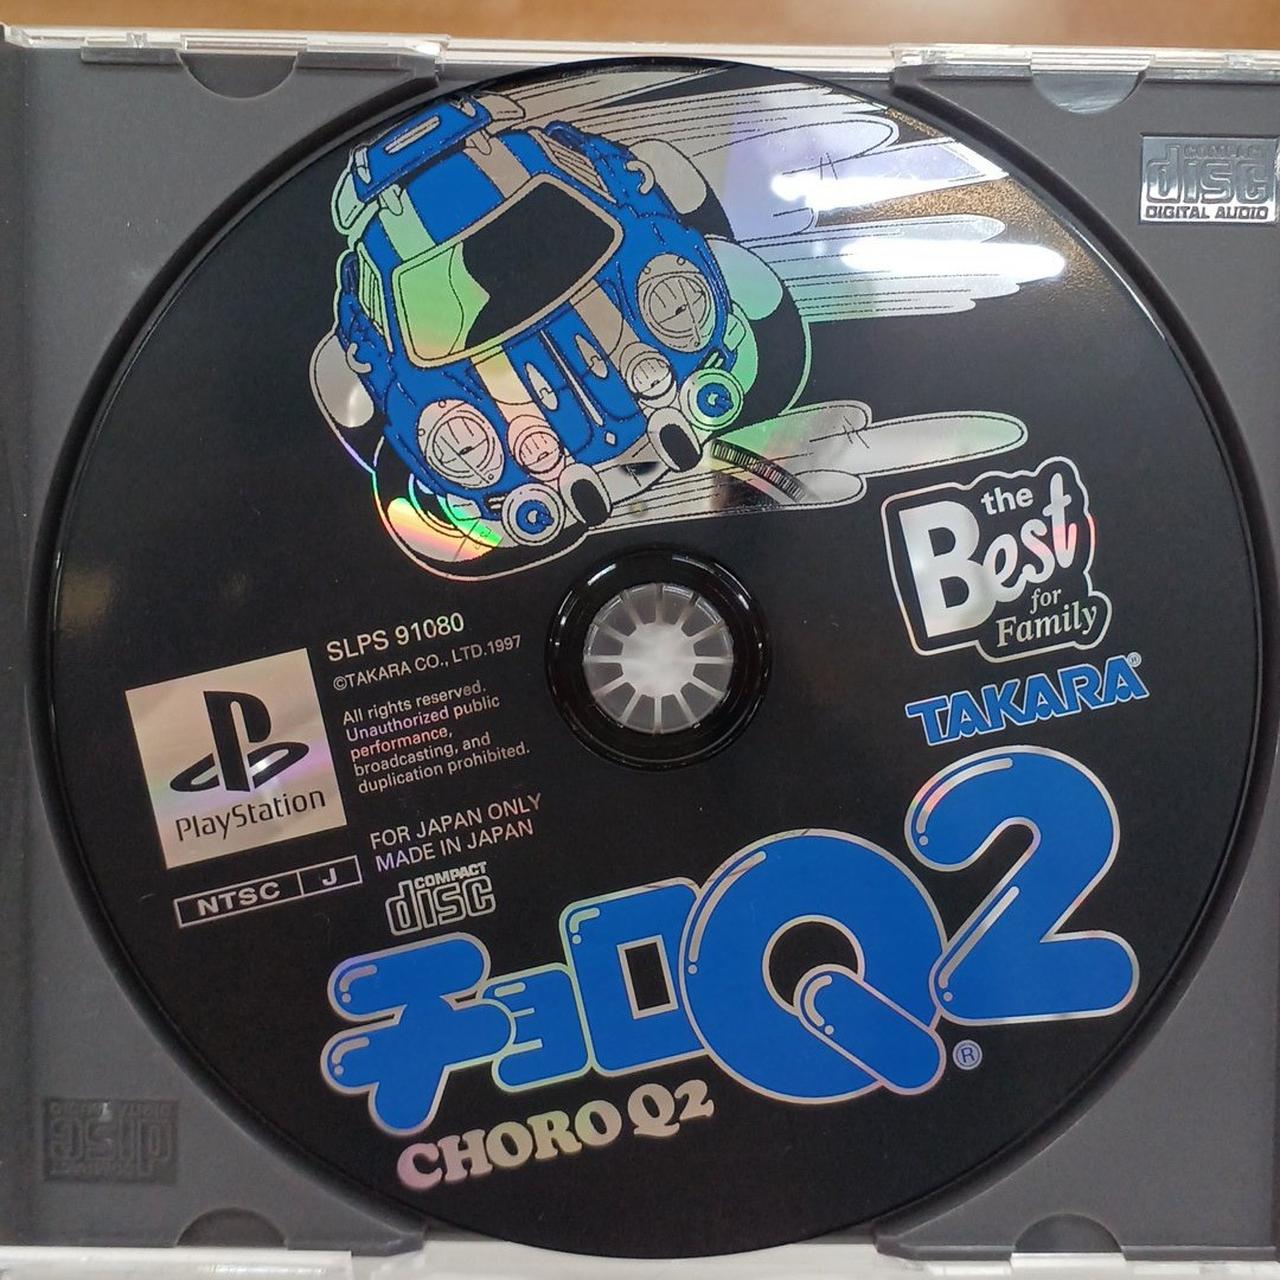 COMPACT
disc
DIGITAL AUDIO
the
Best
for
Family
TAKARA®
SLPS 91080
©TAKARA CO., LTD.1997
All rights reserved.
Unauthorized public
performance,
broadcasting, and
duplication prohibited.
PlayStation
FOR JAPAN ONLY
MADE IN JAPAN
NTSC J
COMPACT
disc
チョロQ2
®
CHORO Q2